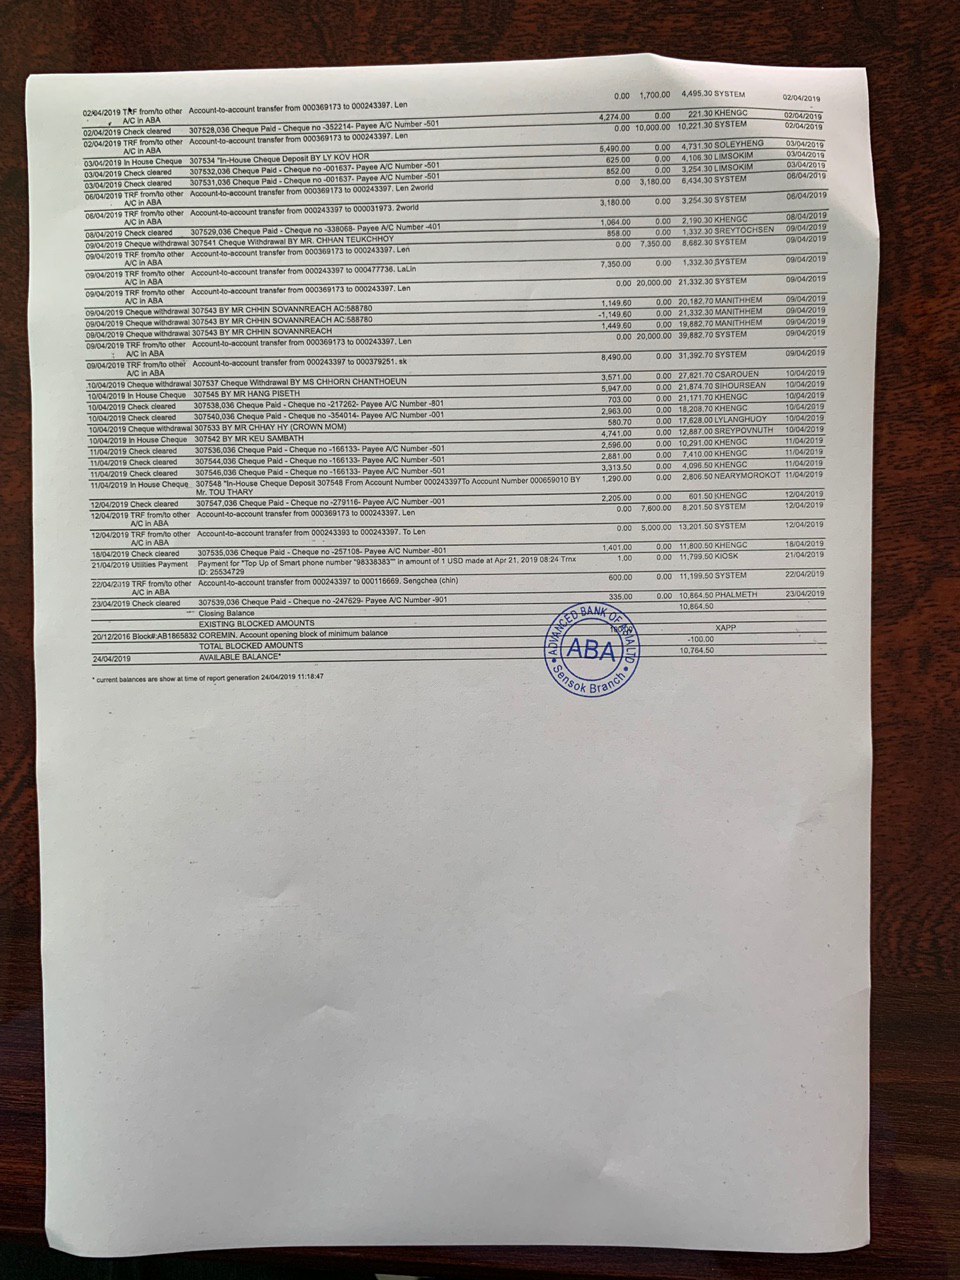 0.00 1,700.00 4,495.30 SYSTEM 02/04/2019
02/04/2019 TRF from/to other Account-to-account transfer from 000369173 to 000243397. Len
A/C in ABA 4,274.00 0.00 221.30 KHENGC 02/04/2019
02/04/2019 Check cleared 307528,036 Cheque Paid - Cheque no -352214- Payee A/C Number -501 0.00 10,000.00 10,221.30 SYSTEM 02/04/2019
02/04/2019 TRF from/to other Account-to-account transfer from 000369173 to 000243397. Len
A/C in ABA 5,490.00 0.00 4,731.30 SOLEYHENG 03/04/2019
03/04/2019 In House Cheque 307534 "In-House Cheque Deposit BY LY KOV HOR 625.00 0.00 4,106.30 LIMSOKIM 03/04/2019
03/04/2019 Check cleared 307532,036 Cheque Paid - Cheque no -001637- Payee A/C Number -501 852.00 0.00 3,254.30 LIMSOKIM 03/04/2019
03/04/2019 Check cleared 307531,036 Cheque Paid - Cheque no -001637- Payee A/C Number -501 0.00 3,180.00 6,434.30 SYSTEM 06/04/2019
06/04/2019 TRF from/to other Account-to-account transfer from 000369173 to 000243397. Len 2world
A/C in ABA 3,180.00 0.00 3,254.30 SYSTEM 06/04/2019
06/04/2019 TRF from/to other Account-to-account transfer from 000243397 to 000031973. 2world
A/C in ABA 1,064.00 0.00 2,190.30 KHENGC 08/04/2019
08/04/2019 Check cleared 307529,036 Cheque Paid - Cheque no -338068- Payee A/C Number -401 858.00 0.00 1,332.30 SREYTOCHSEN 09/04/2019
09/04/2019 Cheque withdrawal 307541 Cheque Withdrawal BY MR. CHHAN TEUKCHHOY 0.00 7,350.00 8,682.30 SYSTEM 09/04/2019
09/04/2019 TRF from/to other Account-to-account transfer from 000369173 to 000243397. Len
A/C in ABA 7,350.00 0.00 1,332.30 SYSTEM 09/04/2019
09/04/2019 TRF from/to other Account-to-account transfer from 000243397 to 000477736. LaLin
A/C in ABA 0.00 20,000.00 21,332.30 SYSTEM 09/04/2019
09/04/2019 TRF from/to other Account-to-account transfer from 000369173 to 000243397. Len
A/C in ABA 1,149.60 0.00 20,182.70 MANITHHEM 09/04/2019
09/04/2019 Cheque withdrawal 307543 BY MR CHHIN SOVANNREACH AC:588780 -1,149.60 0.00 21,332.30 MANITHHEM 09/04/2019
09/04/2019 Cheque withdrawal 307543 BY MR CHHIN SOVANNREACH AC:588780 1,449.60 0.00 19,882.70 MANITHHEM 09/04/2019
09/04/2019 Cheque withdrawal 307543 BY MR CHHIN SOVANNREACH 0.00 20,000.00 39,882.70 SYSTEM 09/04/2019
09/04/2019 TRF from/to other Account-to-account transfer from 000369173 to 000243397. Len
A/C in ABA 8,490.00 0.00 31,392.70 SYSTEM 09/04/2019
09/04/2019 TRF from/to other Account-to-account transfer from 000243397 to 000379251. sk
A/C in ABA 3,571.00 0.00 27,821.70 CSAROUEN 10/04/2019
10/04/2019 Cheque withdrawal 307537 Cheque Withdrawal BY MS CHHORN CHANTHOEUN 5,947.00 0.00 21,874.70 SIHOURSEAN 10/04/2019
10/04/2019 In House Cheque 307545 BY MR HANG PISETH 703.00 0.00 21,171.70 KHENGC 10/04/2019
10/04/2019 Check cleared 307538,036 Cheque Paid - Cheque no -217262- Payee A/C Number -801 2,963.00 0.00 18,208.70 KHENGC 10/04/2019
10/04/2019 Check cleared 307540,036 Cheque Paid - Cheque no -354014- Payee A/C Number -001 580.70 0.00 17,628.00 LYLANGHUOY 10/04/2019
10/04/2019 Cheque withdrawal 307533 BY MR CHHAY HY (CROWN MOM) 4,741.00 0.00 12,887.00 SREYPOVNUTH 10/04/2019
10/04/2019 In House Cheque 307542 BY MR KEU SAMBATH 2,596.00 0.00 10,291.00 KHENGC 11/04/2019
11/04/2019 Check cleared 307536,036 Cheque Paid - Cheque no -166133- Payee A/C Number -501 2,881.00 0.00 7,410.00 KHENGC 11/04/2019
11/04/2019 Check cleared 307544,036 Cheque Paid - Cheque no -166133- Payee A/C Number -501 3,313.50 0.00 4,096.50 KHENGC 11/04/2019
11/04/2019 Check cleared 307546,036 Cheque Paid - Cheque no -166133- Payee A/C Number -501 1,290.00 0.00 2,806.50 NEARYMOROKOT 11/04/2019
11/04/2019 In House Cheque 307548 "In-House Cheque Deposit 307548 From Account Number 000243397To Account Number 000659010 BY
Mr. TOU THARY 2,205.00 0.00 601.50 KHENGC 12/04/2019
12/04/2019 Check cleared 307547,036 Cheque Paid - Cheque no -279116- Payee A/C Number -001 0.00 7,600.00 8,201.50 SYSTEM 12/04/2019
12/04/2019 TRF from/to other Account-to-account transfer from 000369173 to 000243397. Len
A/C in ABA 0.00 5,000.00 13,201.50 SYSTEM 12/04/2019
12/04/2019 TRF from/to other Account-to-account transfer from 000243393 to 000243397. To Len
A/C in ABA 1,401.00 0.00 11,800.50 KHENGC 18/04/2019
18/04/2019 Check cleared 307535,036 Cheque Paid - Cheque no -257108- Payee A/C Number -801 1.00 0.00 11,799.50 KIOSK 21/04/2019
21/04/2019 Utilities Payment Payment for "Top Up of Smart phone number "98338383"" in amount of 1 USD made at Apr 21, 2019 08:24 Trnx
ID: 25534729 600.00 0.00 11,199.50 SYSTEM 22/04/2019
22/04/2019 TRF from/to other Account-to-account transfer from 000243397 to 000116669. Sengchea (chin)
A/C in ABA 335.00 0.00 10,864.50 PHALMETH 23/04/2019
23/04/2019 Check cleared 307539,036 Cheque Paid - Cheque no -247629- Payee A/C Number -901
Closing Balance 10,864.50
EXISTING BLOCKED AMOUNTS
20/12/2016 Block#:AB1865832 COREMIN. Account opening block of minimum balance XAPP
TOTAL BLOCKED AMOUNTS -100.00
24/04/2019 AVAILABLE BALANCE* 10,764.50
* current balances are show at time of report generation 24/04/2019 11:18:47
ADVANCED BANK OF ASIA LTD
ABA
Sensok Branch